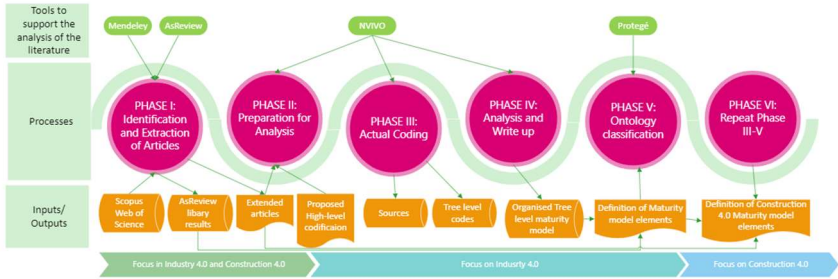 Tools to
support the
analysis of the
literature
Mendeley
AsReview
NVIVO
Protegé
Processes
PHASE I:
Identification
and Extraction
of Articles
PHASE II:
Preparation for
Analysis
PHASE III:
Actual Coding
PHASE IV:
Analysis and
Write up
PHASE V:
Ontology
classification
PHASE VI:
Repeat Phase
III-V
Inputs/
Outputs
Scopus
Web of
Science
AsReview
libary
results
Extended
articles
Proposed
High-level
codificaion
Sources
Tree level
codes
Organised Tree
level maturity
model
Definition of Maturity
model elements
Definition of Construction
4.0 Maturity model
elements
Focus in Industry 4.0 and Construction 4.0
Focus on Indusrty 4.0
Focus on Construction 4.0